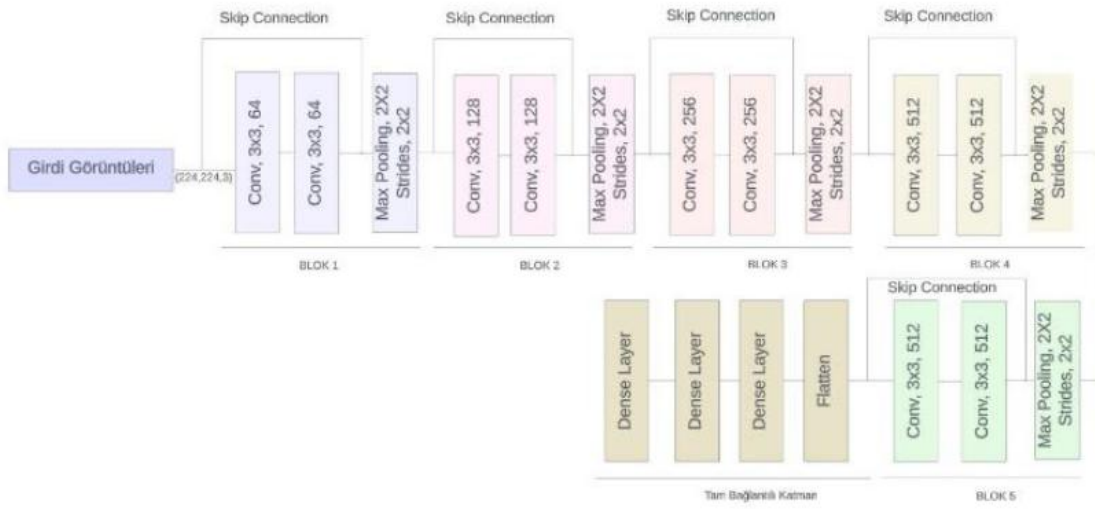 Skip Connection
Skip Connection
Skip Connection
Skip Connection
Girdi Görüntüleri
(224,224,3)
Conv, 3x3, 64
Conv, 3x3, 64
Max Pooling, 2X2
Strides, 2x2
Conv, 3x3, 128
Conv, 3x3, 128
Max Pooling, 2X2
Strides, 2x2
Conv, 3x3, 256
Conv, 3x3, 256
Max Pooling, 2X2
Strides, 2x2
Conv, 3x3, 512
Conv, 3x3, 512
Max Pooling, 2X2
Strides, 2x2
BLOK 1
BLOK 2
BLOK 3
BLOK 4
Skip Connection
Dense Layer
Dense Layer
Dense Layer
Flatten
Conv, 3x3, 512
Conv, 3x3, 512
Max Pooling, 2X2
Strides, 2x2
Tam Bağlantılı Katman
BLOK 5